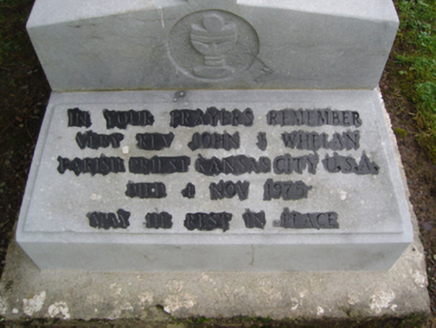 IN YOUR PRAYERS REMEMBER
VERY REV JOHN J WHELAN
PARISH PRIEST KANSAS CITY U.S.A.
DIED 4 NOV
MAY HE REST IN PEACE